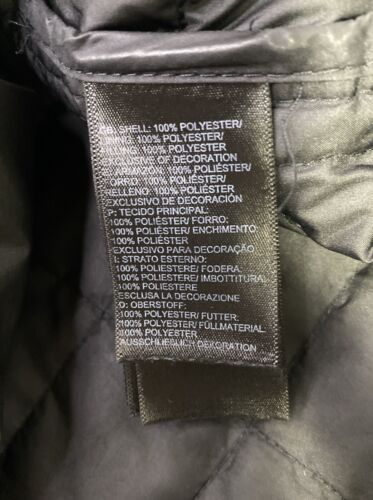 GB. SHELL: 100% POLYESTER/
LINING: 100% POLYESTER/
FILLING: 100% POLYESTER
EXCLUSIVE OF DECORATION
E: ARMAZÓN: 100% POLIÉSTER/
FORRO: 100% POLIÉSTER/
RELLENO: 100% POLIÉSTER
EXCLUSIVO DE DECORACIÓN
P: TECIDO PRINCIPAL:
100% POLIÉSTER/ FORRO:
100% POLIÉSTER/ ENCHIMENTO:
100% POLIÉSTER
EXCLUSIVO PARA DECORAÇÃO
I: STRATO ESTERNO:
100% POLIESTERE/ FODERA:
100% POLIESTERE/ IMBOTTITURA:
100% POLIESTERE
ESCLUSA LA DECORAZIONE
D: OBERSTOFF:
100% POLYESTER/ FUTTER:
100% POLYESTER/ FÜLLMATERIAL:
100% POLYESTER
AUSSCHLIEßLICH DEKORATION